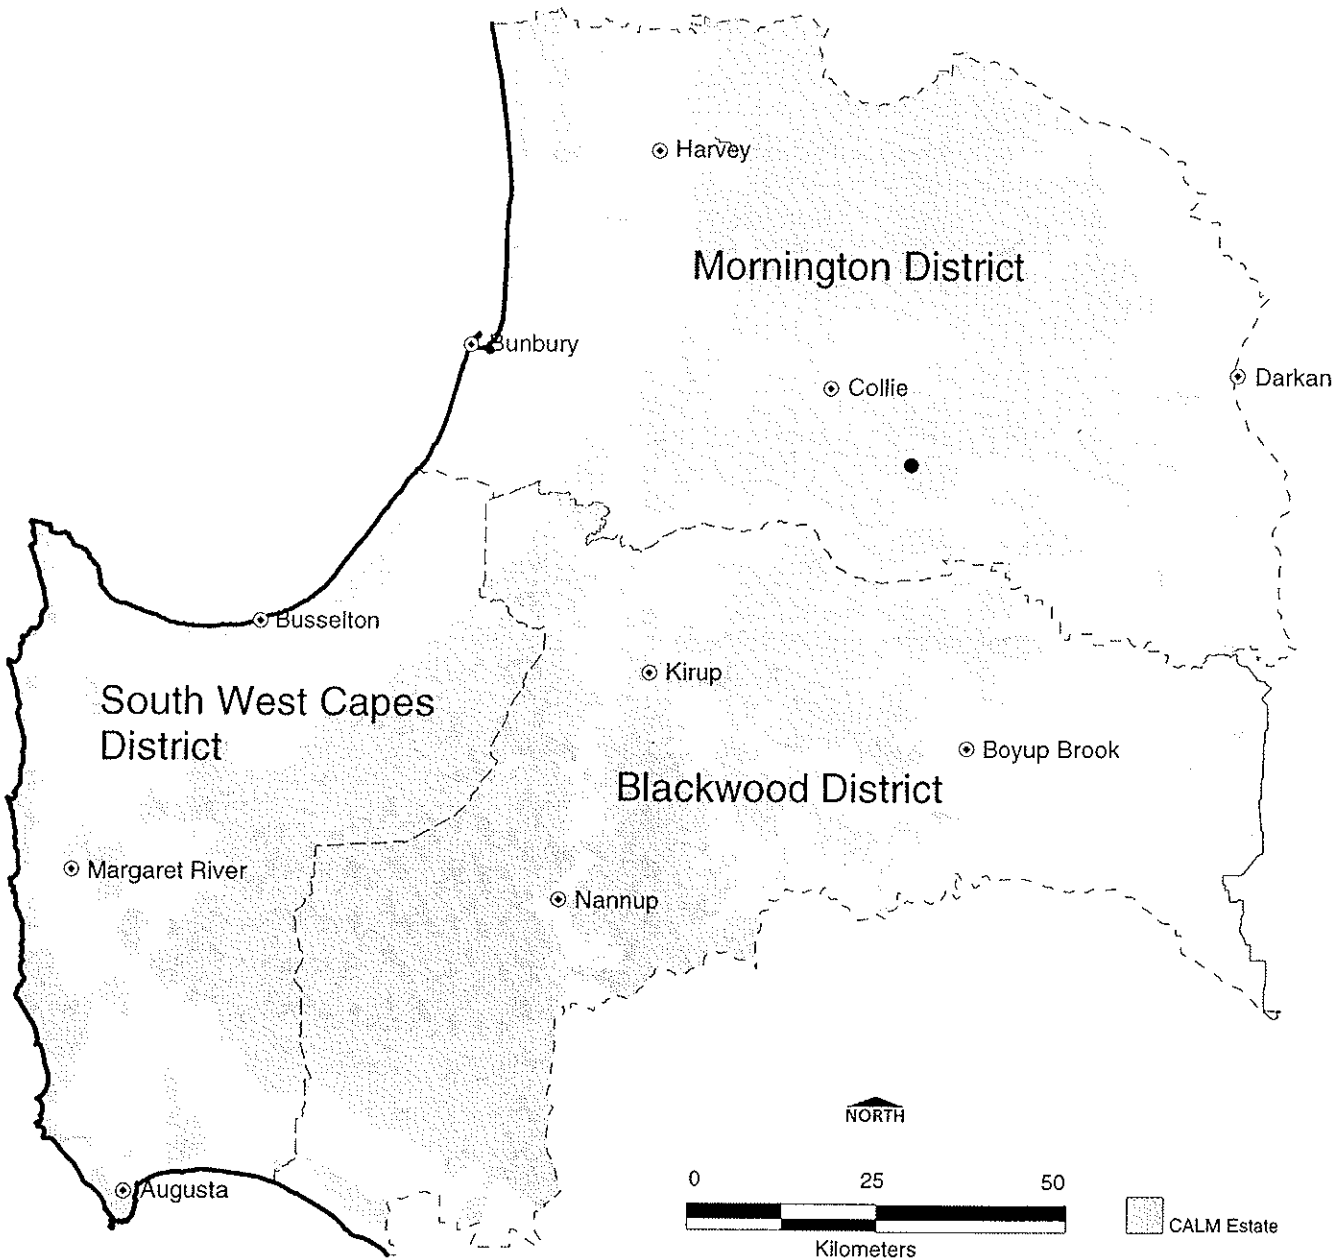 Harvey
Mornington District
Bunbury
Collie
Darkan
Busselton
Kirup
South West Capes
District
Boyup Brook
Blackwood District
Margaret River
Nannup
NORTH
Augusta
0 25 50
Kilometers
CALM Estate